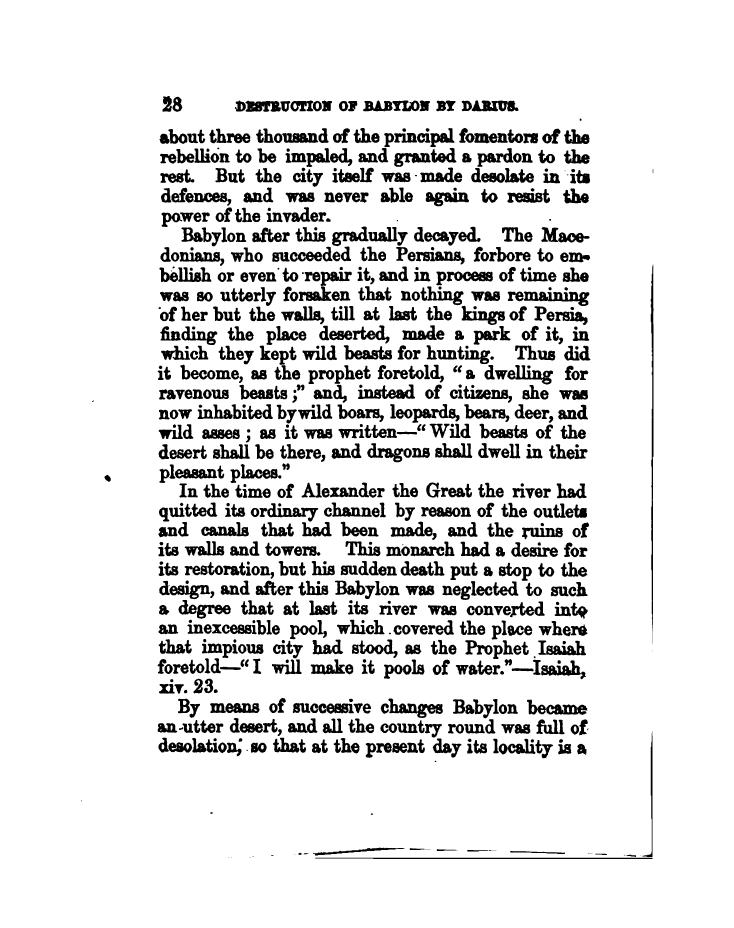 28 DESTRUCTION OF BABYLON BY DARIUS.
about three thousand of the principal fomentors of the
rebellion to be impaled, and granted a pardon to the
rest. But the city itself was made desolate in its
defences, and was never able again to resist the
power of the invader.
Babylon after this gradually decayed. The Mace-
donians, who succeeded the Persians, forbore to em-
bellish or even to repair it, and in process of time she
was so utterly forsaken that nothing was remaining
of her but the walls, till at last the kings of Persia,
finding the place deserted, made a park of it, in
which they kept wild beasts for hunting. Thus did
it become, as the prophet foretold, “a dwelling for
ravenous beasts;” and, instead of citizens, she was
now inhabited by wild boars, leopards, bears, deer, and
wild asses; as it was written—“Wild beasts of the
desert shall be there, and dragons shall dwell in their
pleasant places.”
In the time of Alexander the Great the river had
quitted its ordinary channel by reason of the outlets
and canals that had been made, and the ruins of
its walls and towers. This monarch had a desire for
its restoration, but his sudden death put a stop to the
design, and after this Babylon was neglected to such
a degree that at last its river was converted into
an inexcessible pool, which covered the place where
that impious city had stood, as the Prophet Isaiah
foretold—“I will make it pools of water.”—Isaiah,
xiv. 23.
By means of successive changes Babylon became
an utter desert, and all the country round was full of
desolation; so that at the present day its locality is a